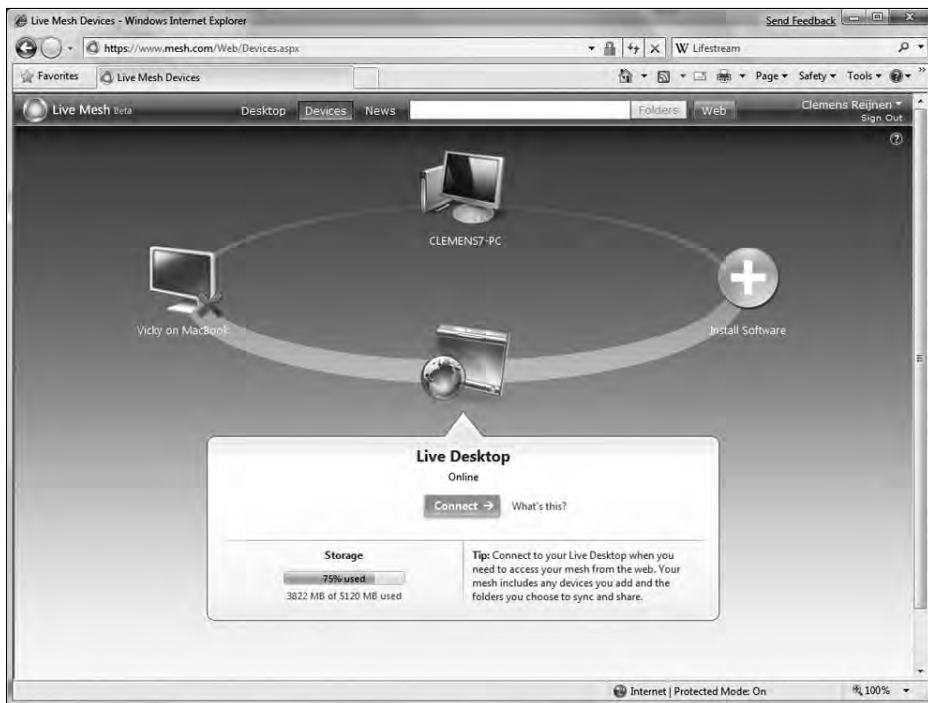 Live Mesh Devices - Windows Internet Explorer
Send Feedback
https://www.mesh.com/Web/Devices.aspx
W Lifestream
Favorites
Live Mesh Devices
Page
Safety
Tools
Live Mesh Beta
Desktop
Devices
News
Folders
Web
Clemens Reijnen
Sign Out
CLEMENS7-PC
Vicky on MacBook
Install Software
Live Desktop
Online
Connect
What's this?
Storage
75% used
3822 MB of 5120 MB used
Tip: Connect to your Live Desktop when you
need to access your mesh from the web. Your
mesh includes any devices you add and the
folders you choose to sync and share.
Internet | Protected Mode: On
100%